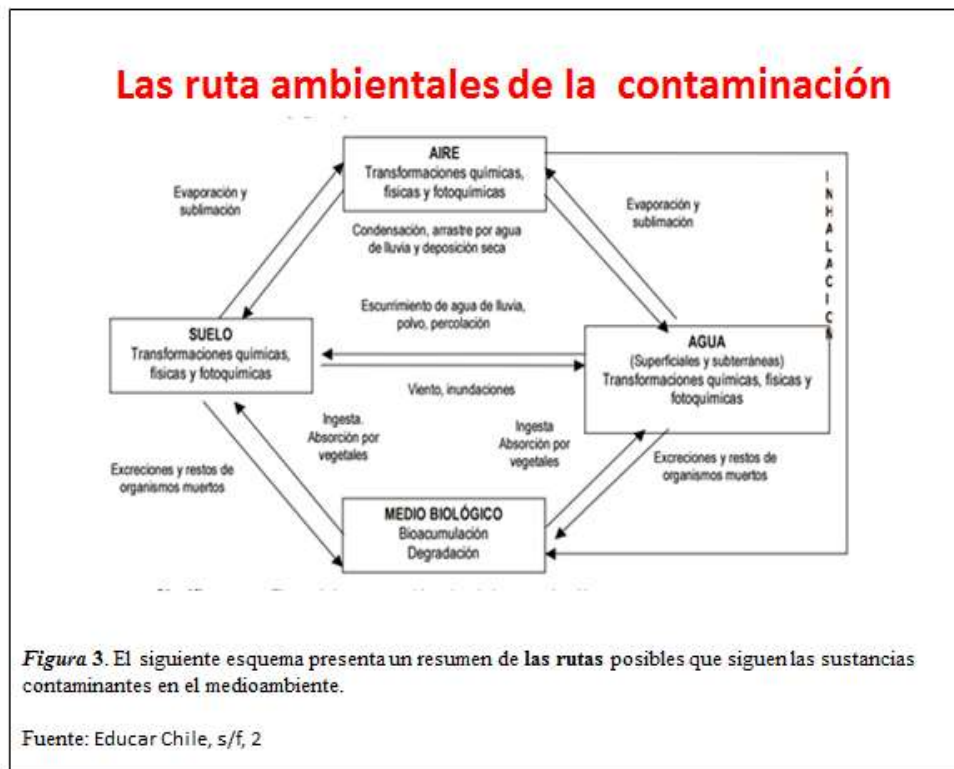 Las ruta ambientales de la contaminación
AIRE
Transformaciones químicas,
físicas y fotoquímicas
Evaporación y
sublimación
Evaporación y
sublimación
INHALACION
Condensación, arrastre por agua
de lluvia y deposición seca
Escurrimiento de agua de lluvia,
polvo, percolación
SUELO
Transformaciones químicas,
físicas y fotoquímicas
AGUA
(Superficiales y subterráneas)
Transformaciones químicas, físicas y
fotoquímicas
Viento, inundaciones
Ingesta.
Absorción por
vegetales
Ingesta
Absorción por
vegetales
Excreciones y restos de
organismos muertos
Excreciones y restos de
organismos muertos
MEDIO BIOLÓGICO
Bioacumulación
Degradación
Figura 3. El siguiente esquema presenta un resumen de las rutas posibles que siguen las sustancias
contaminantes en el medioambiente.
Fuente: Educar Chile, s/f, 2